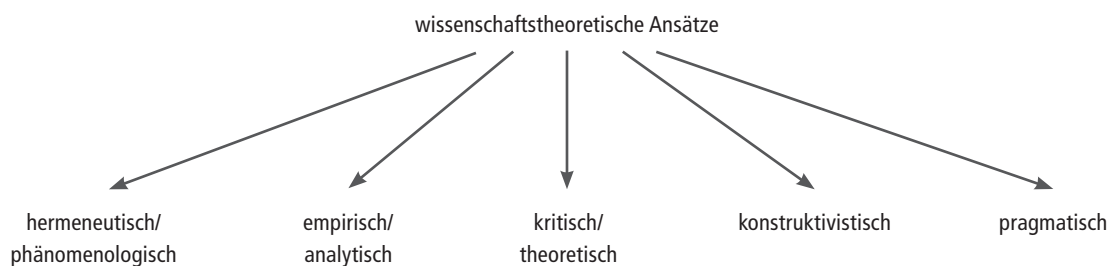 wissenschaftstheoretische Ansätze
hermeneutisch/
phänomenologisch
empirisch/
analytisch
kritisch/
theoretisch
konstruktivistisch
pragmatisch